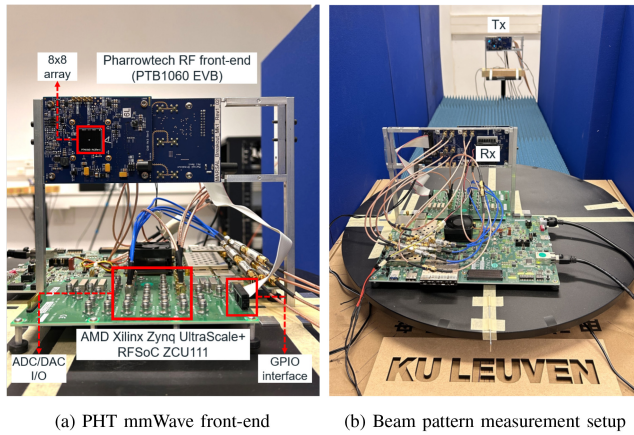 8x8
array
Pharrowtech RF front-end
(PTB1060 EVB)
AMD Xilinx Zynq UltraScale+
RFSoC ZCU111
ADC/DAC
I/O
GPIO
interface
(a) PHT mmWave front-end
Tx
Rx
KU LEUVEN
(b) Beam pattern measurement setup